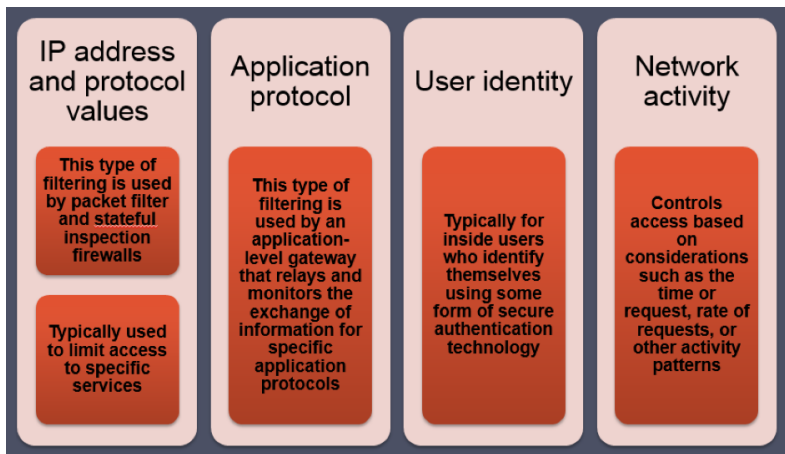 IP address
and protocol
values
This type of
filtering is used
by packet filter
and stateful
inspection
firewalls
Typically used
to limit access
to specific
services
Application
protocol
This type of
filtering is
used by an
application-
level gateway
that relays and
monitors the
exchange of
information for
specific
application
protocols
User identity
Typically for
inside users
who identify
themselves
using some
form of secure
authentication
technology
Network
activity
Controls
access based
on
considerations
such as the
time or
request, rate of
requests, or
other activity
patterns